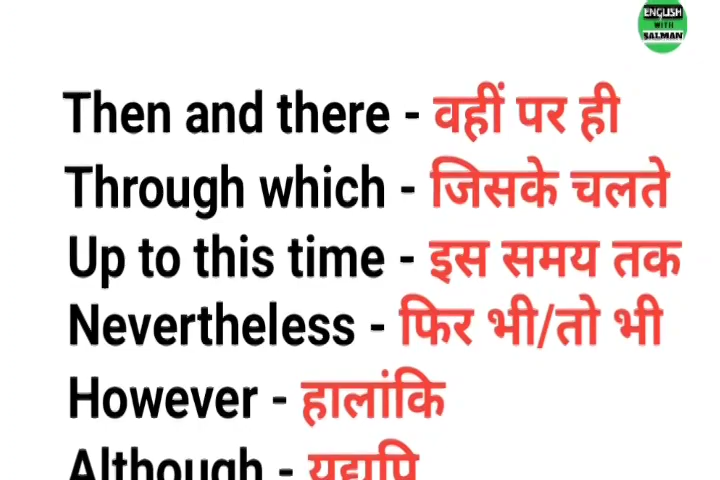 ENGLISH
WITH
SALMAN
Then and there - वहीं पर ही
Through which - जिसके चलते
Up to this time - इस समय तक
Nevertheless - फिर भी/तो भी
However - हालांकि
Although - यद्यपि